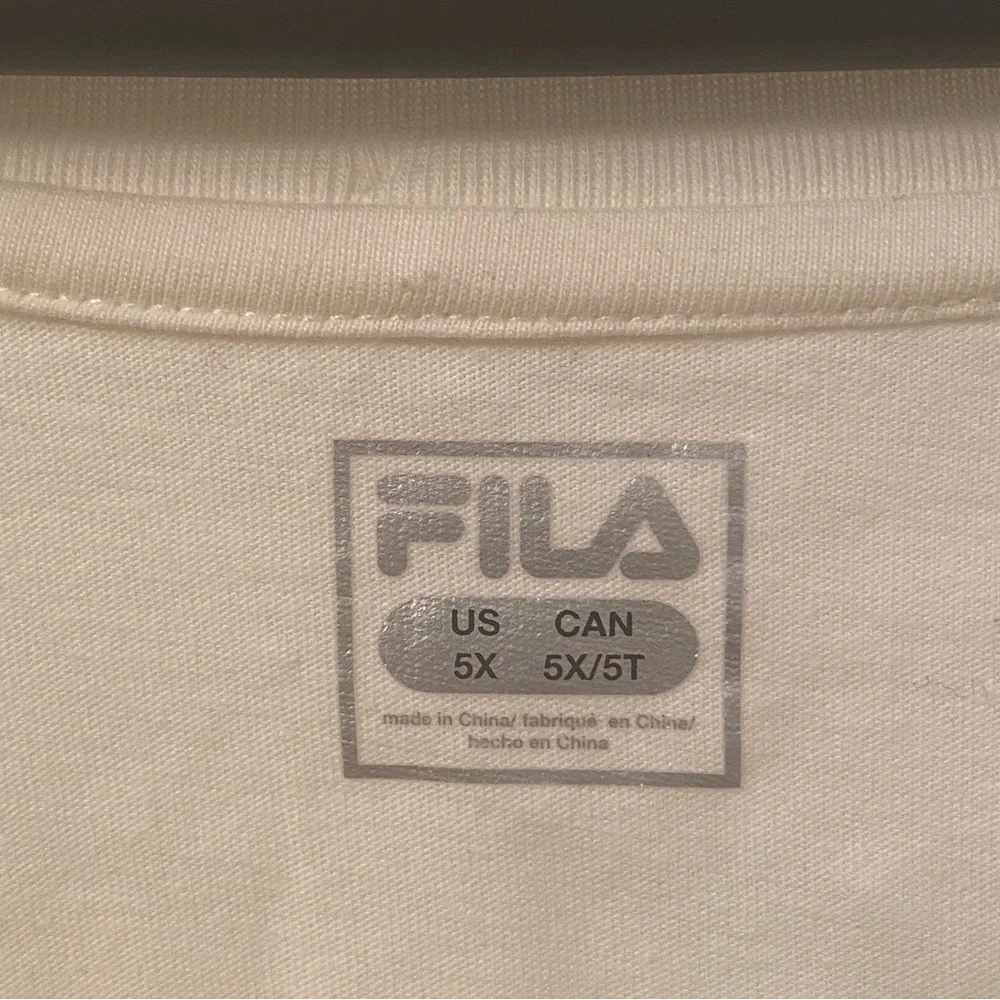 FILA
US CAN
5X 5X/5T
made in China/ fabriqué en Chine/
hecho en China